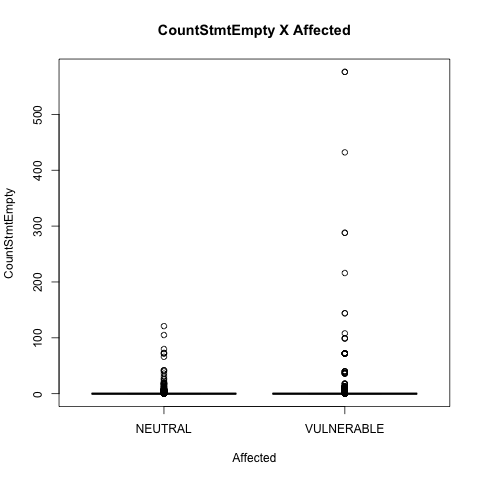 CountStmtEmpty X Affected
CountStmtEmpty
500
400
300
200
100
0
NEUTRAL
VULNERABLE
Affected